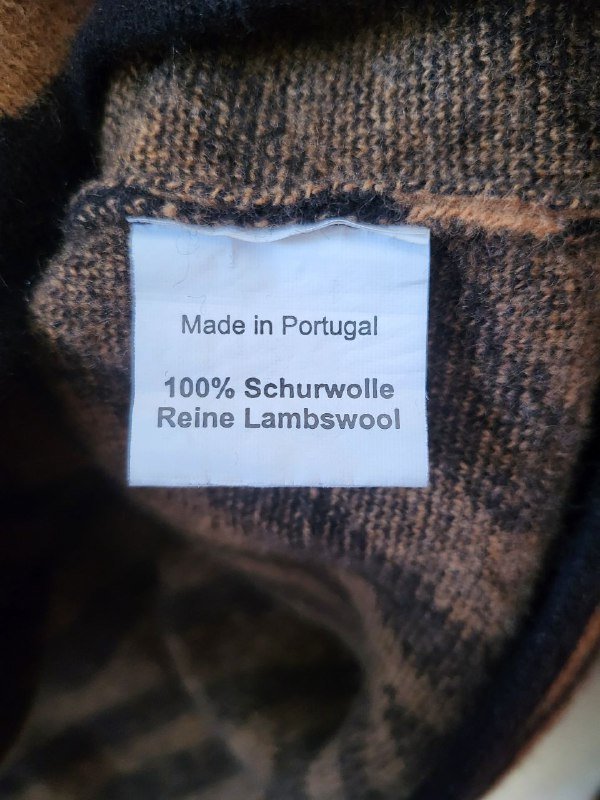 Made in Portugal
100% Schurwolle
Reine Lambswool